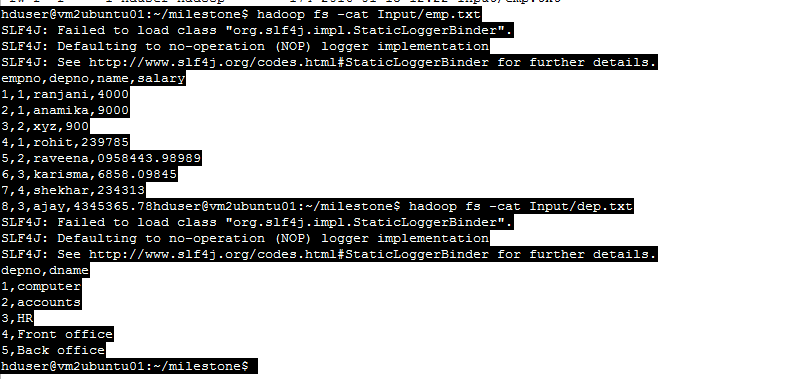 hduser@vm2ubuntu01:~/milestone$ hadoop fs -cat Input/emp.txt
SLF4J: Failed to load class "org.slf4j.impl.StaticLoggerBinder".
SLF4J: Defaulting to no-operation (NOP) logger implementation
SLF4J: See http://www.slf4j.org/codes.html#StaticLoggerBinder for further details.
empno,depno,name,salary
1,1,ranjani,4000
2,1,anamika,9000
3,2,xyz,900
4,1,rohit,239785
5,2,raveena,0958443.98989
6,3,karisma,6858.09845
7,4,shekhar,234313
8,3,ajay,4345365.78hduser@vm2ubuntu01:~/milestone$ hadoop fs -cat Input/dep.txt
SLF4J: Failed to load class "org.slf4j.impl.StaticLoggerBinder".
SLF4J: Defaulting to no-operation (NOP) logger implementation
SLF4J: See http://www.slf4j.org/codes.html#StaticLoggerBinder for further details.
depno,dname
1,computer
2,accounts
3,HR
4,Front office
5,Back office
hduser@vm2ubuntu01:~/milestone$